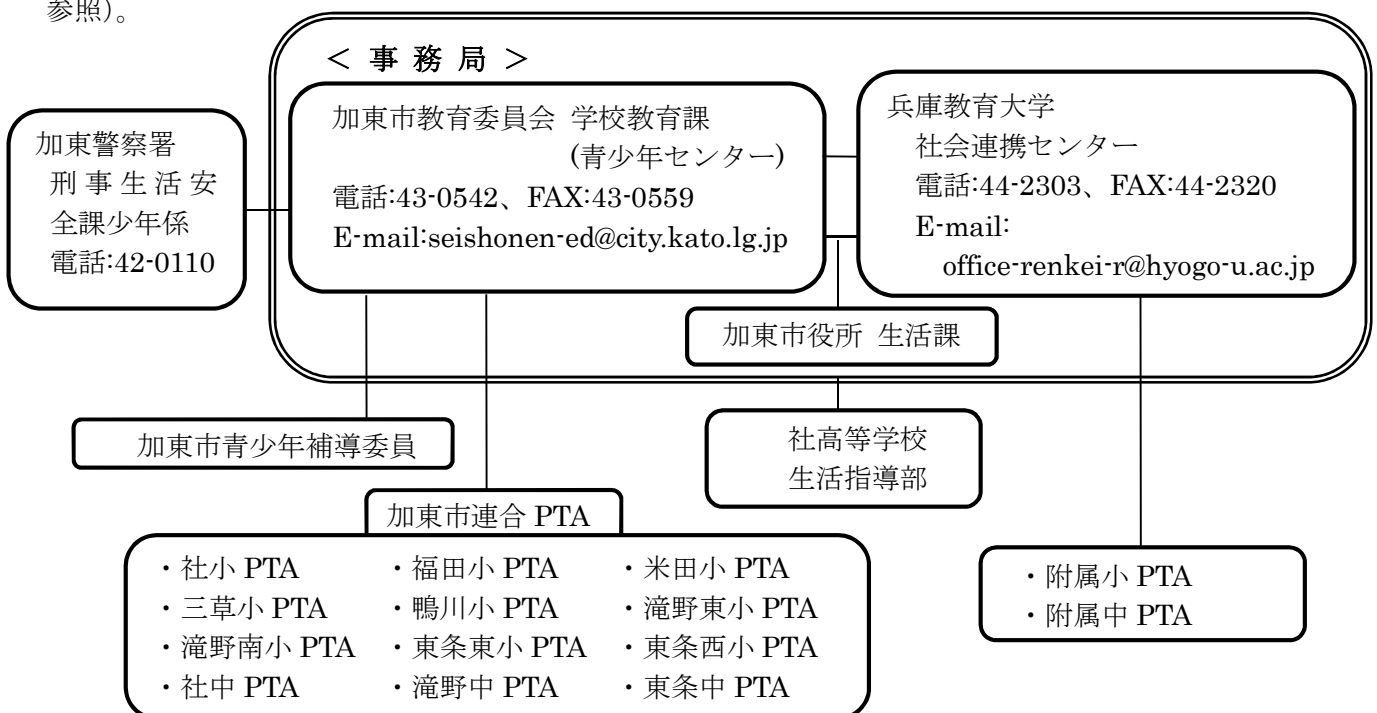 参照)。
< 事 務 局 >
加東警察署
刑 事 生 活 安
全課少年係
電話:42-0110
加東市教育委員会 学校教育課
(青少年センター)
電話:43-0542、FAX:43-0559
E-mail:seishonen-ed@city.kato.lg.jp
兵庫教育大学
社会連携センター
電話:44-2303、FAX:44-2320
E-mail:
office-renkei-r@hyogo-u.ac.jp
加東市役所 生活課
加東市青少年補導委員
社高等学校
生活指導部
加東市連合 PTA
・社小 PTA ・福田小 PTA ・米田小 PTA
・三草小 PTA ・鴨川小 PTA ・滝野東小 PTA
・滝野南小 PTA ・東条東小 PTA ・東条西小 PTA
・社中 PTA ・滝野中 PTA ・東条中 PTA
・附属小 PTA
・附属中 PTA